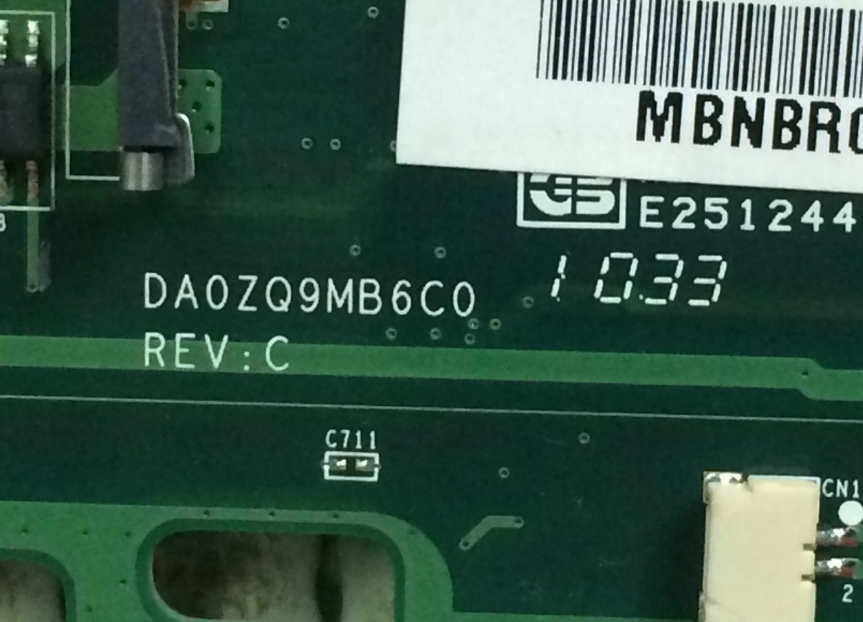 MBNBR
E251244
1033
DA0ZQ9MB6C0
REV:C
C711
CN1
2